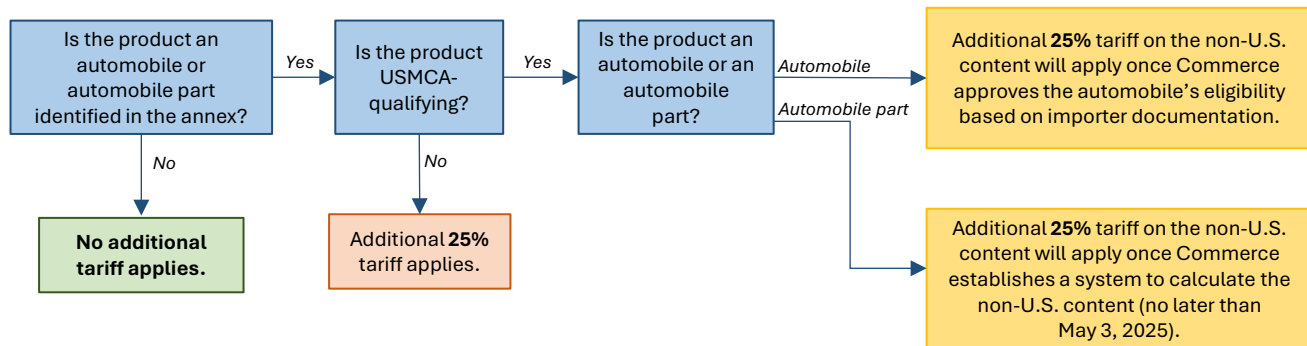 Is the product an
automobile or
automobile part
identified in the annex?
Yes
Is the product
USMCA-
qualifying?
Yes
Is the product an
automobile or an
automobile
part?
Automobile
Additional 25% tariff on the non-U.S.
content will apply once Commerce
approves the automobile’s eligibility
based on importer documentation.
Automobile part
No
No
No additional
tariff applies.
Additional 25%
tariff applies.
Additional 25% tariff on the non-U.S.
content will apply once Commerce
establishes a system to calculate the
non-U.S. content (no later than
May 3, 2025).